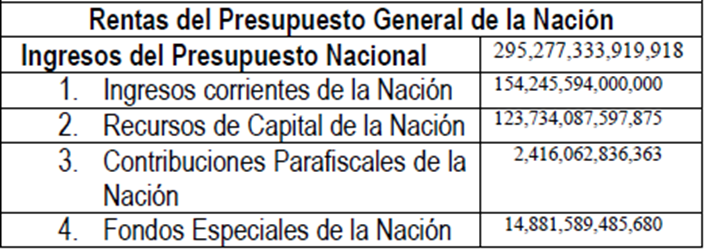 Rentas del Presupuesto General de la Nación
Ingresos del Presupuesto Nacional 295,277,333,919,918
1. Ingresos corrientes de la Nación 154,245,594,000,000
2. Recursos de Capital de la Nación 123,734,087,597,875
3. Contribuciones Parafiscales de la 2,416,062,836,363
Nación
4. Fondos Especiales de la Nación 14,881,589,485,680